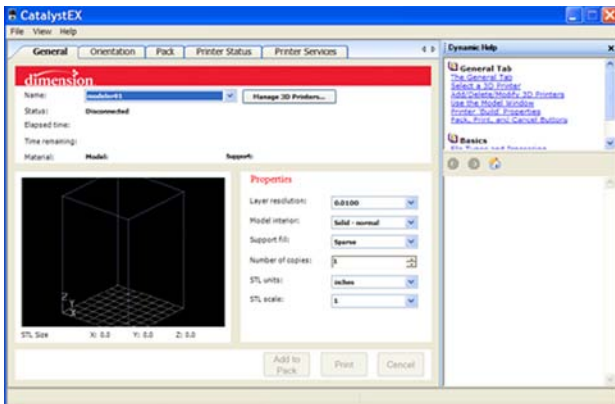 CatalystEX
File View Help
General Orientation Pack Printer Status Printer Services
dimension
Name: modeler01 Manage 3D Printers...
Status: Disconnected
Elapsed time:
Time remaining:
Material: Model: Support:
Properties
Layer resolution: 0.0100
Model interior: Solid - normal
Support fill: Sparse
Number of copies: 1
STL units: inches
STL scale: 1
Z
Y
X
STL Size X: 0.0 Y: 0.0 Z: 0.0
Add to Pack Print Cancel
Dynamic Help
General Tab
The General Tab
Select a 3D Printer
Add/Delete/Modify 3D Printers
Use the Model Window
Printer 'Build' Properties
Pack, Print, and Cancel Buttons
Basics